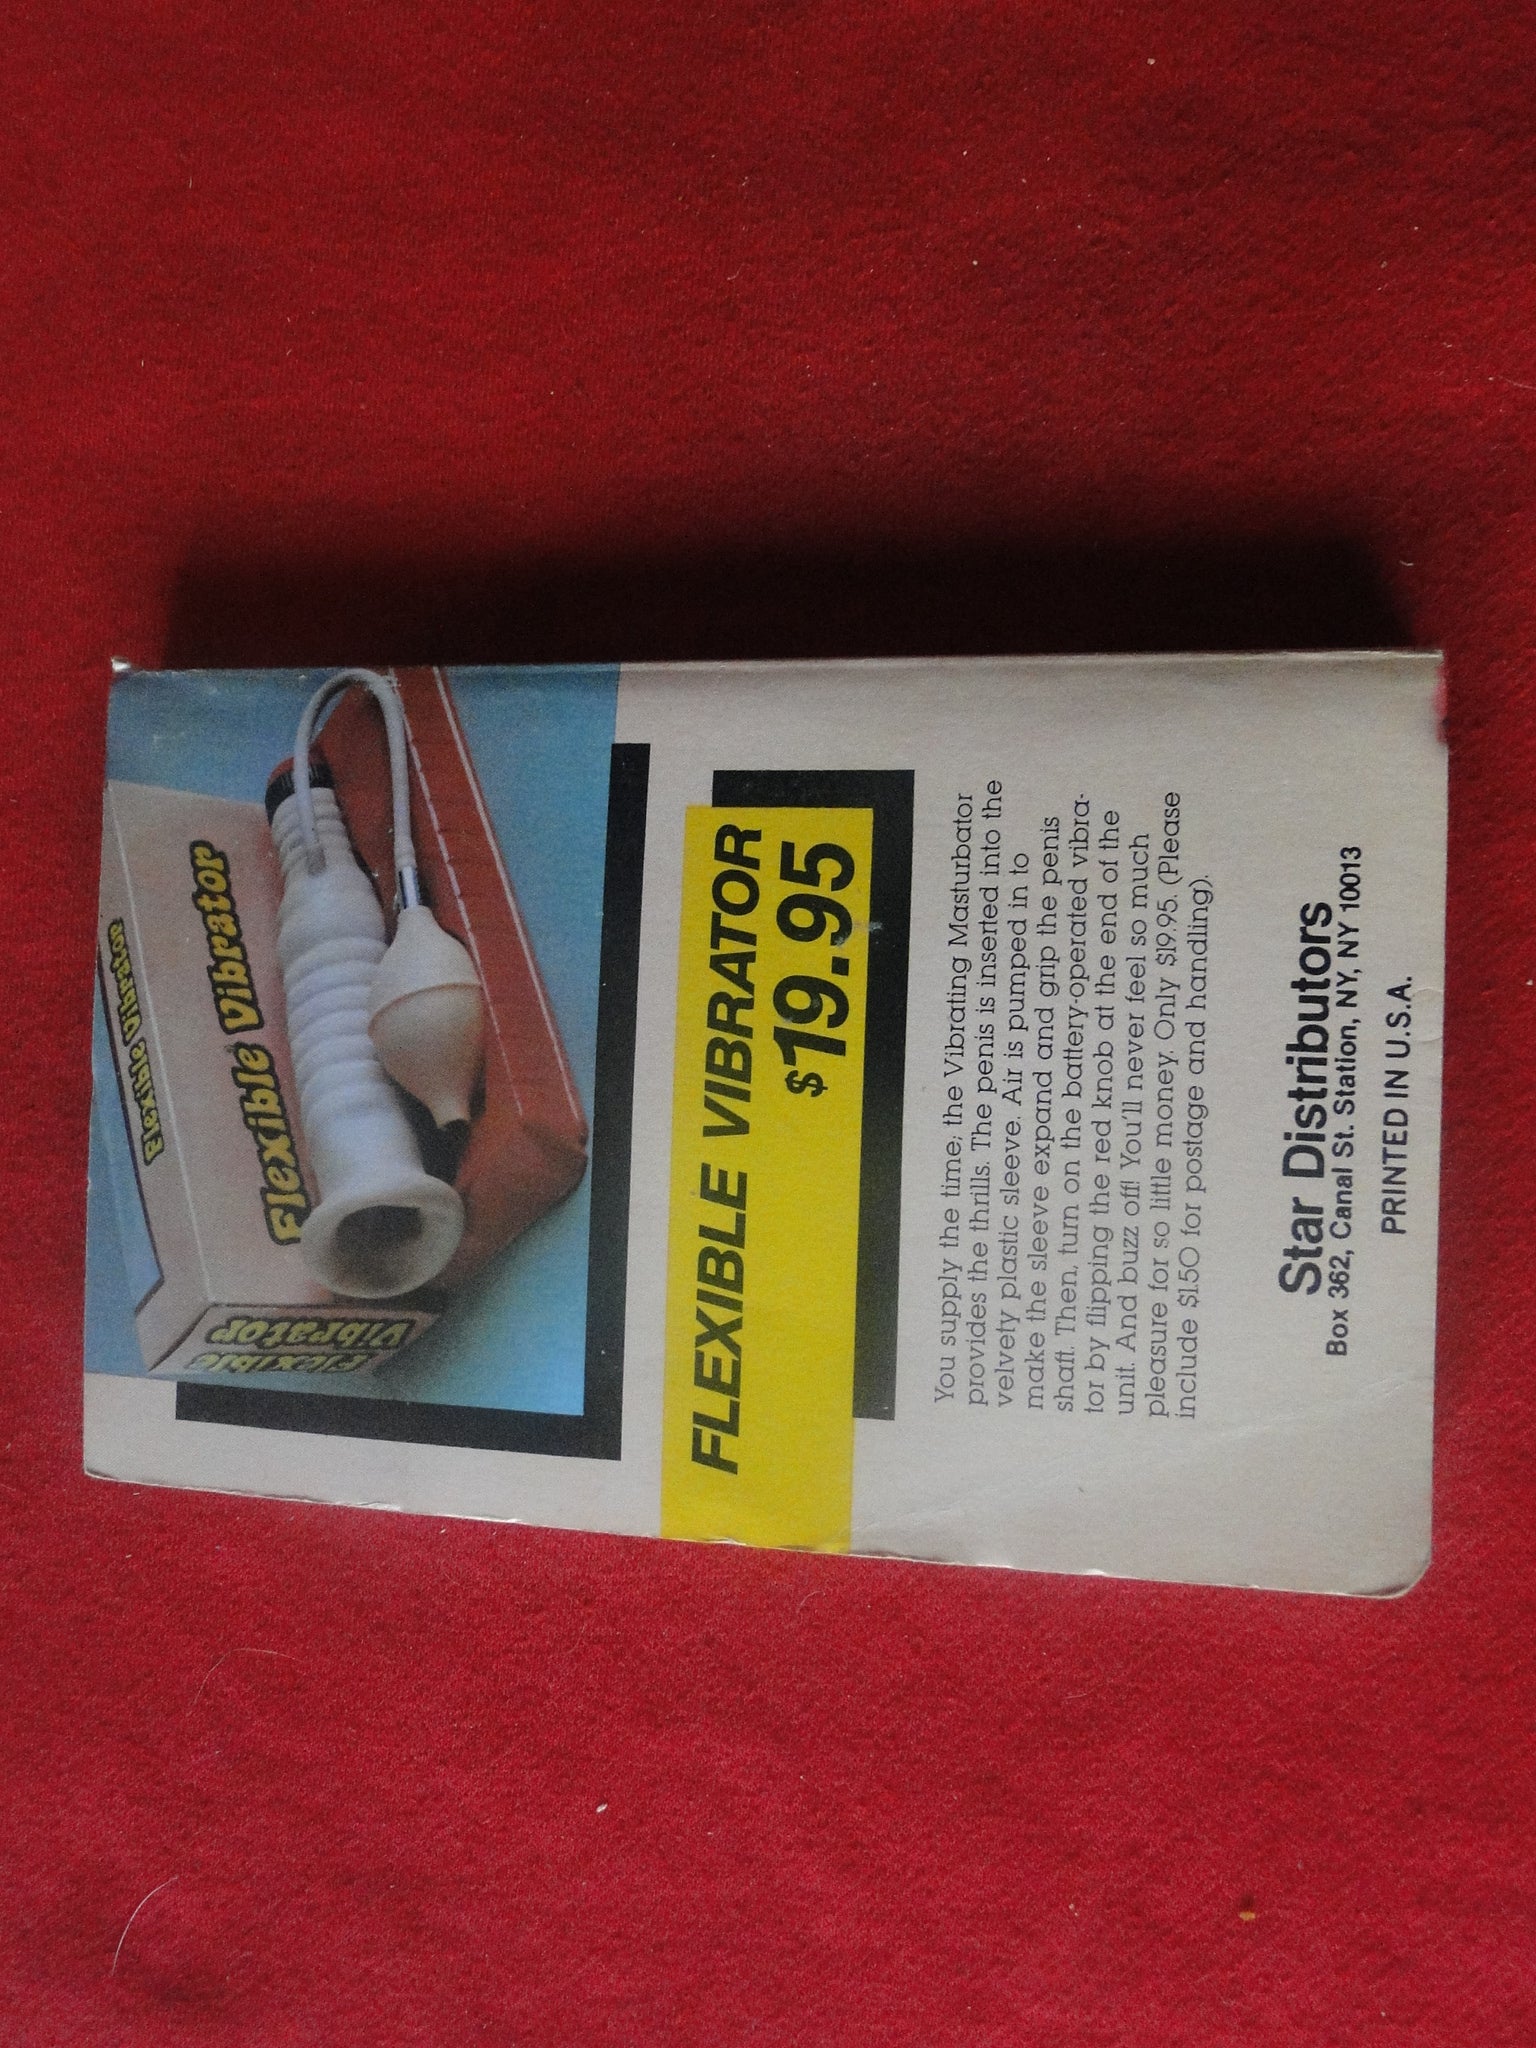 Flexible Vibrator
Flexible Vibrator
Flexible
Vibrator
FLEXIBLE VIBRATOR
$19.95
You supply the time; the Vibrating Masturbator
provides the thrills. The penis is inserted into the
velvety plastic sleeve. Air is pumped in to
make the sleeve expand and grip the penis
shaft. Then, turn on the battery-operated vibra-
tor by flipping the red knob at the end of the
unit. And buzz off! You'll never feel so much
pleasure for so little money. Only $19.95. (Please
include $1.50 for postage and handling).
Star Distributors
Box 362, Canal St. Station, NY, NY 10013
PRINTED IN U.S.A.